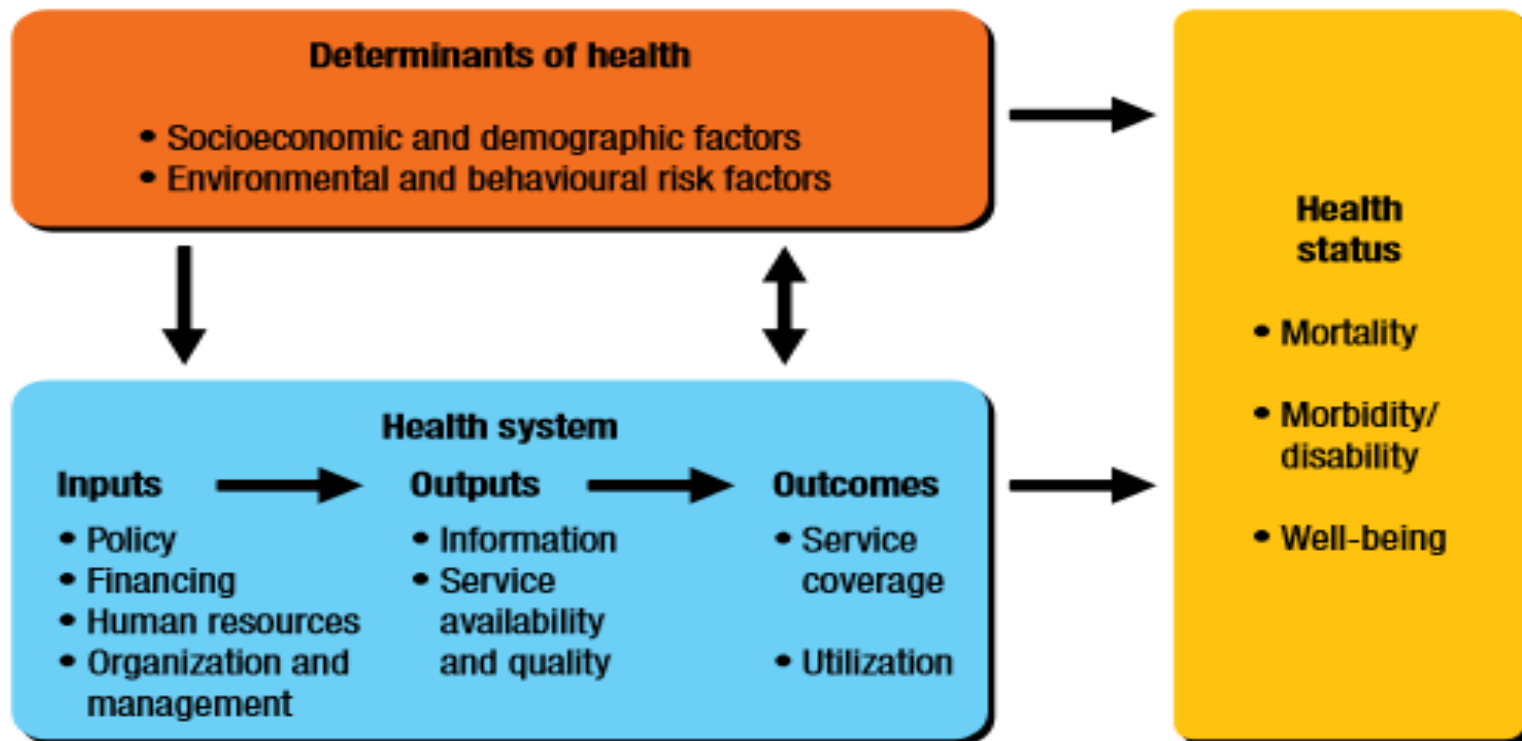 Determinants of health
• Socioeconomic and demographic factors
• Environmental and behavioural risk factors
Health system
Inputs
• Policy
• Financing
• Human resources
• Organization and
management
Outputs
• Information
• Service
availability
and quality
Outcomes
• Service
coverage
• Utilization
Health
status
• Mortality
• Morbidity/
disability
• Well-being